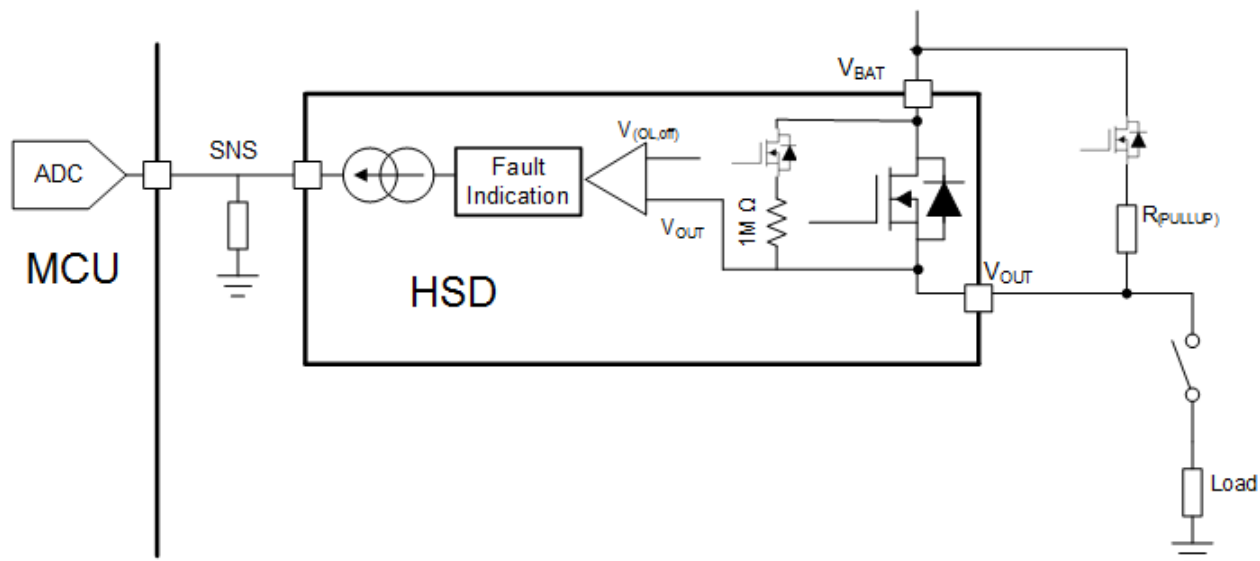 V_BAT
SNS
V_(OL,off)
ADC
Fault
Indication
1M Ω
R_(PULLUP)
V_OUT
MCU
HSD
V_OUT
Load